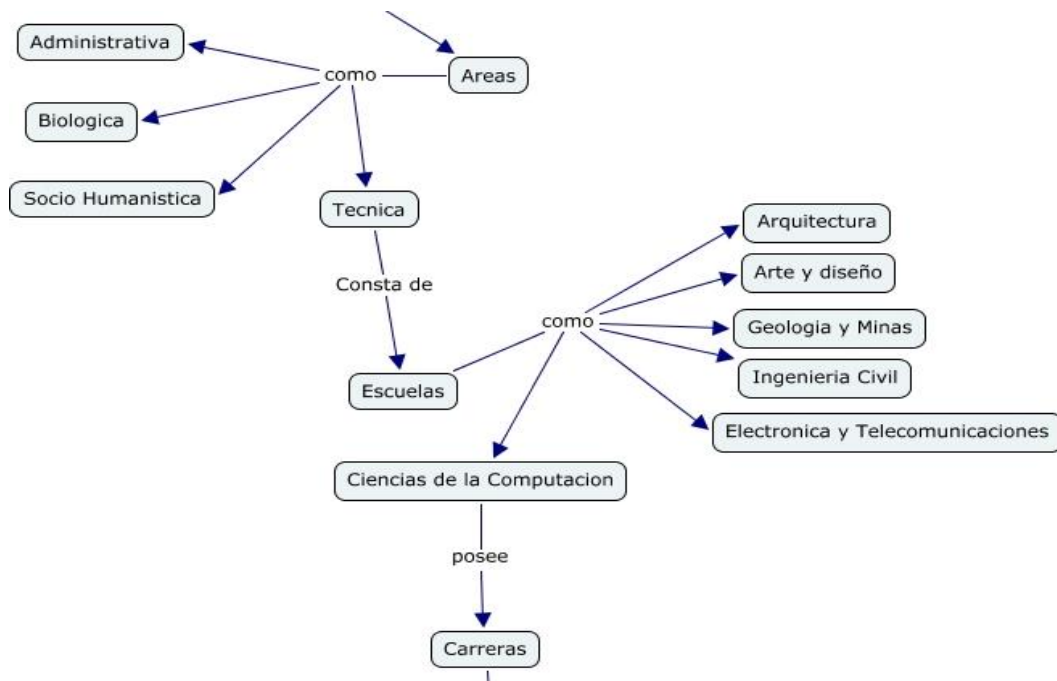 Administrativa
como
Areas
Biologica
Socio Humanistica
Tecnica
Consta de
Escuelas
como
Arquitectura
Arte y diseño
Geologia y Minas
Ingenieria Civil
Electronica y Telecomunicaciones
Ciencias de la Computacion
posee
Carreras